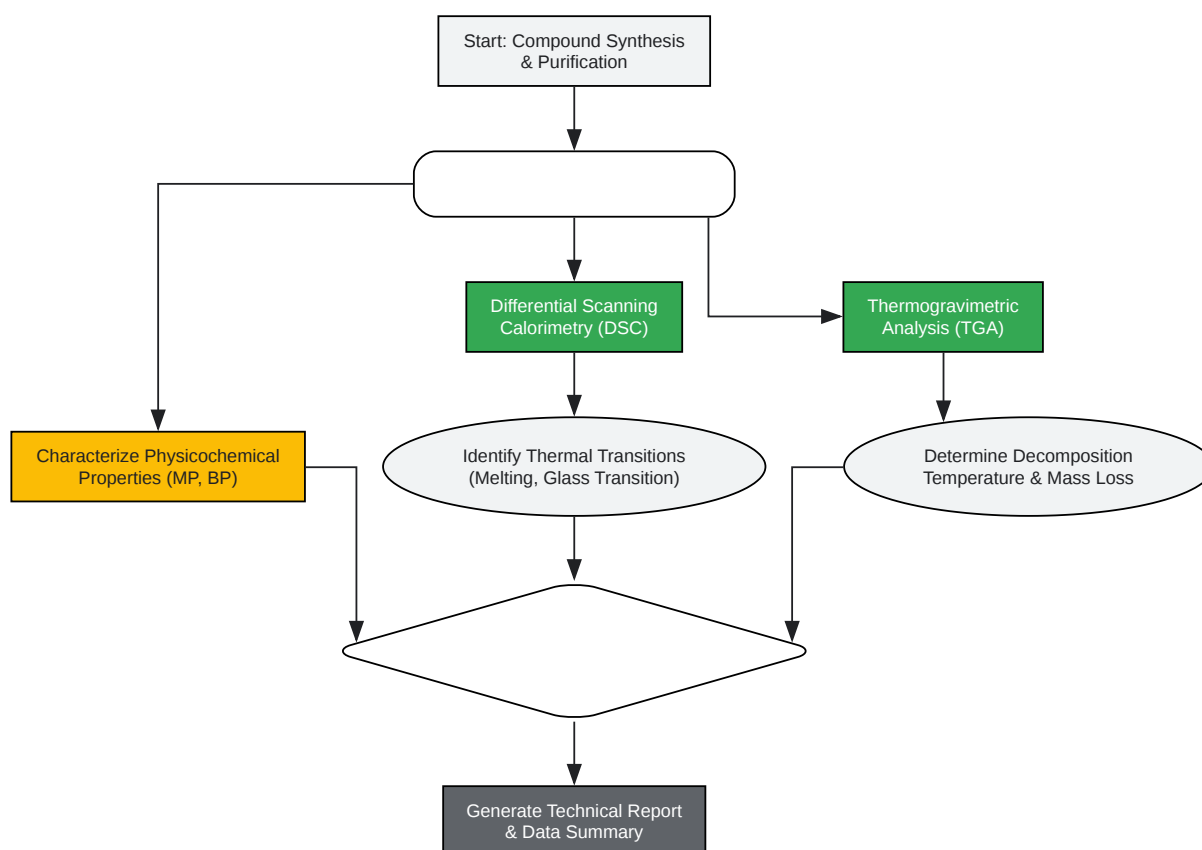 Start: Compound Synthesis
& Purification
Differential Scanning
Calorimetry (DSC)
Thermogravimetric
Analysis (TGA)
Characterize Physicochemical
Properties (MP, BP)
Identify Thermal Transitions
(Melting, Glass Transition)
Determine Decomposition
Temperature & Mass Loss
Generate Technical Report
& Data Summary